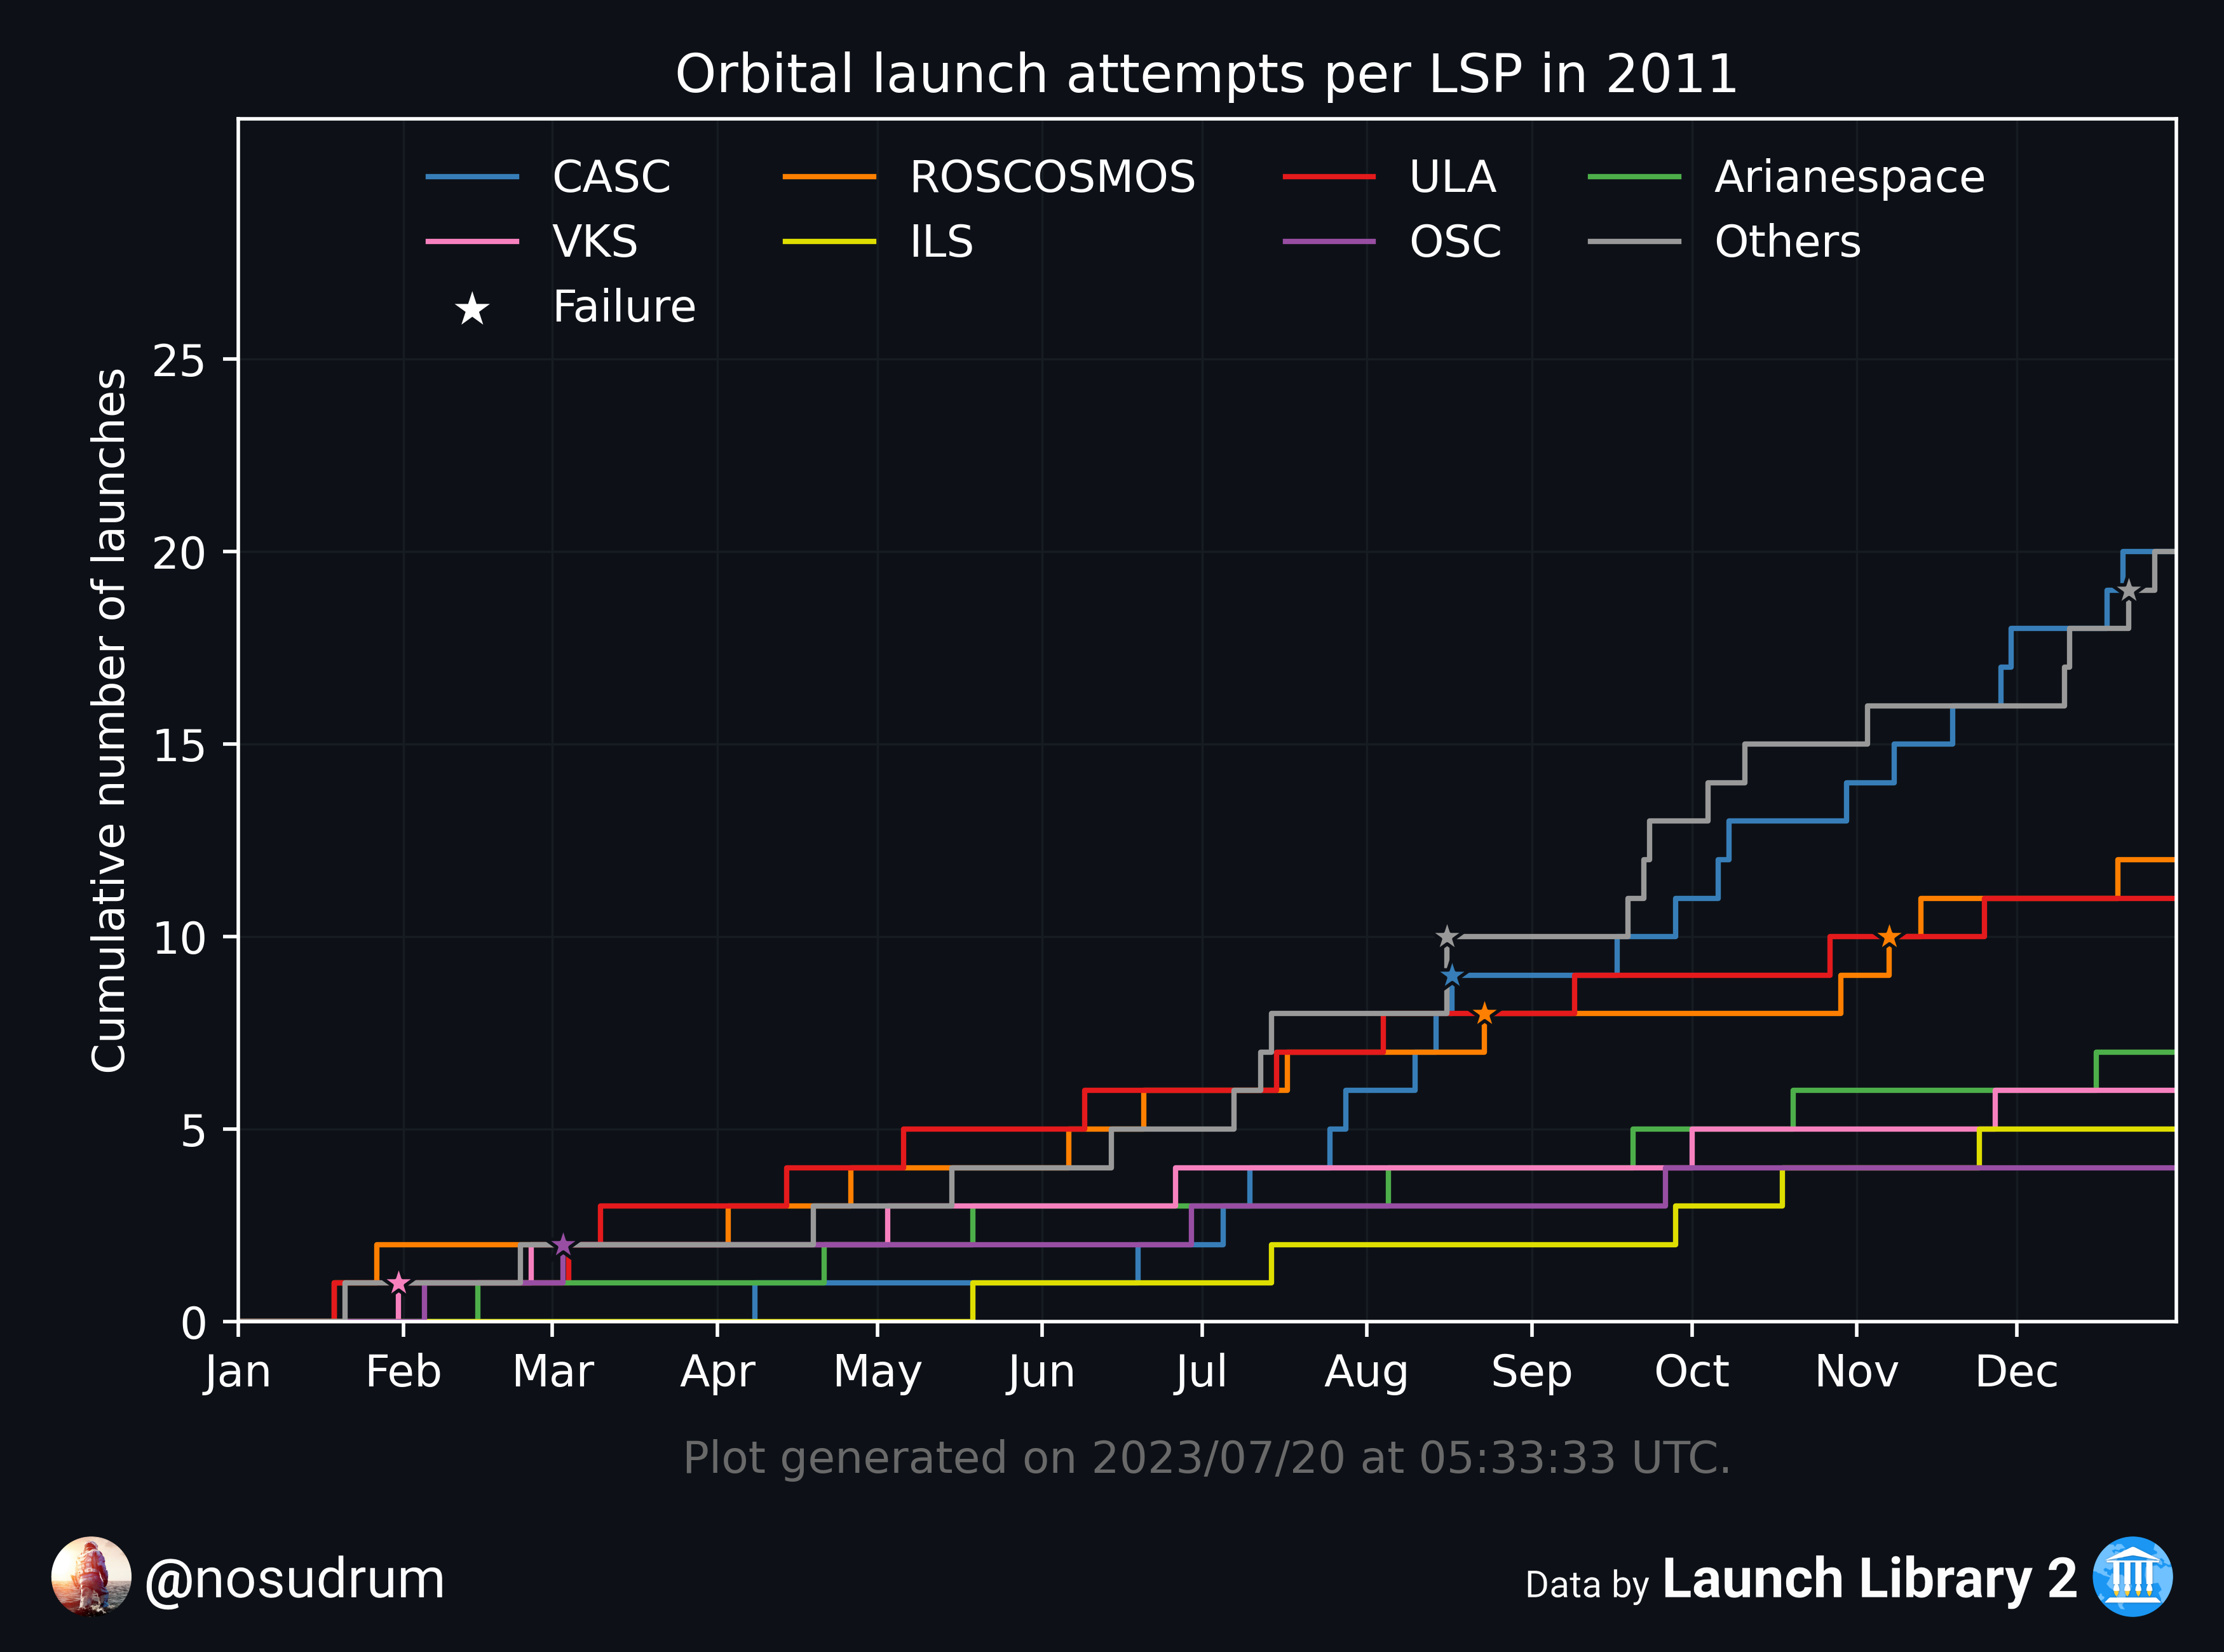 Orbital launch attempts per LSP in 2011
CASC ROSCOSMOS ULA Arianespace
VKS ILS OSC Others
Failure
Cumulative number of launches
25
20
15
10
5
0
Jan Feb Mar Apr May Jun Jul Aug Sep Oct Nov Dec
Plot generated on 2023/07/20 at 05:33:33 UTC.
@nosudrum
Data by Launch Library 2